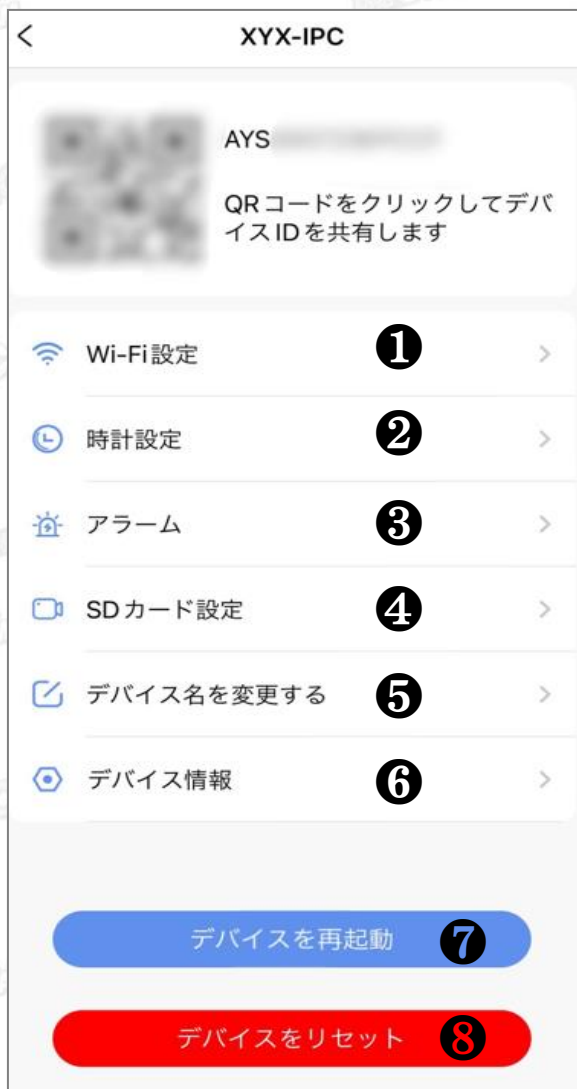 XYX-IPC
AYS
QRコードをクリックしてデバ
イスIDを共有します
Wi-Fi設定 ❶
時計設定 ❷
アラーム ❸
SDカード設定 ❹
デバイス名を変更する ❺
デバイス情報 ❻
デバイスを再起動 ❼
デバイスをリセット ❽